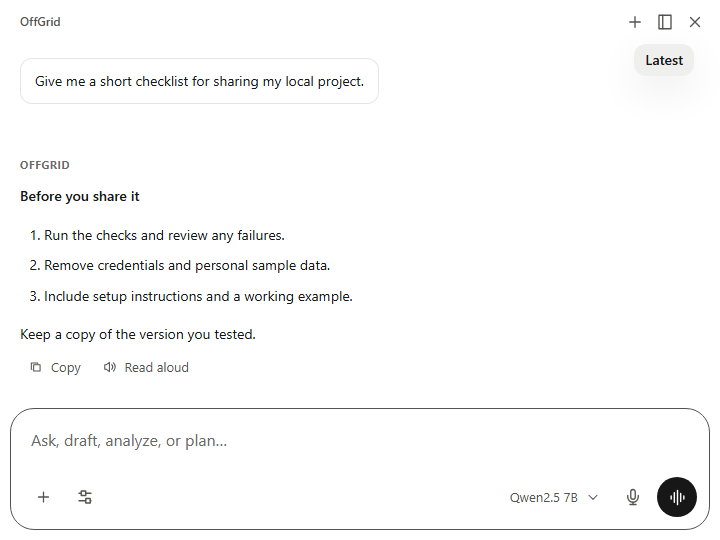 OffGrid
Latest
Give me a short checklist for sharing my local project.
OFFGRID
Before you share it
1. Run the checks and review any failures.
2. Remove credentials and personal sample data.
3. Include setup instructions and a working example.
Keep a copy of the version you tested.
Copy Read aloud
Ask, draft, analyze, or plan...
Qwen2.5 7B